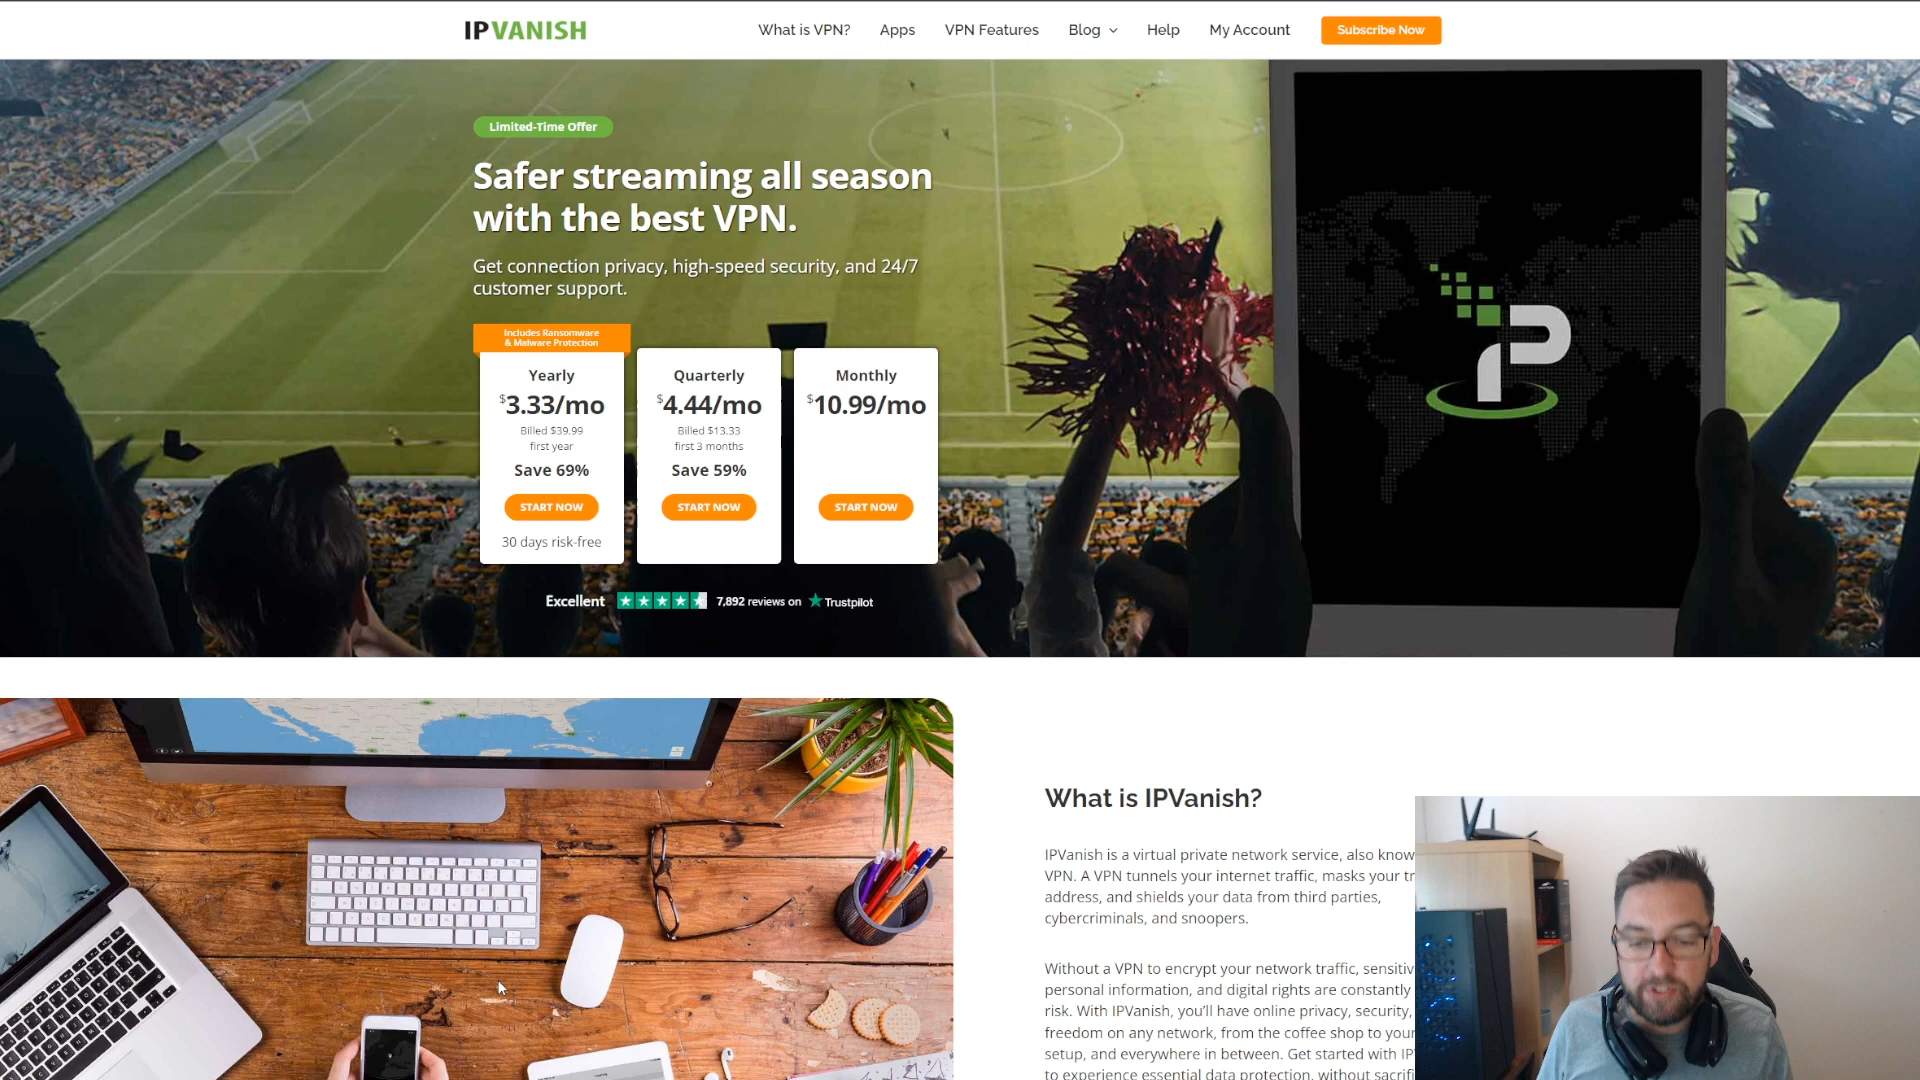 IPVANISH
What is VPN?
Apps
VPN Features
Blog
Help
My Account
Subscribe Now
Limited-Time Offer
Safer streaming all season
with the best VPN.
Get connection privacy, high-speed security, and 24/7
customer support.
Includes Ransomware
& Malware Protection
Yearly
$3.33/mo
Billed $39.99
first year
Save 69%
START NOW
30 days risk-free
Quarterly
$4.44/mo
Billed $13.33
first 3 months
Save 59%
START NOW
Monthly
$10.99/mo
START NOW
Excellent
7,892 reviews on
Trustpilot
What is IPVanish?
IPVanish is a virtual private network service, also know
VPN. A VPN tunnels your internet traffic, masks your tr
address, and shields your data from third parties,
cybercriminals, and snoopers.
Without a VPN to encrypt your network traffic, sensitiv
personal information, and digital rights are constantly
risk. With IPVanish, you'll have online privacy, security,
freedom on any network, from the coffee shop to your
setup, and everywhere in between. Get started with IP
to experience essential data protection, without sacrifi